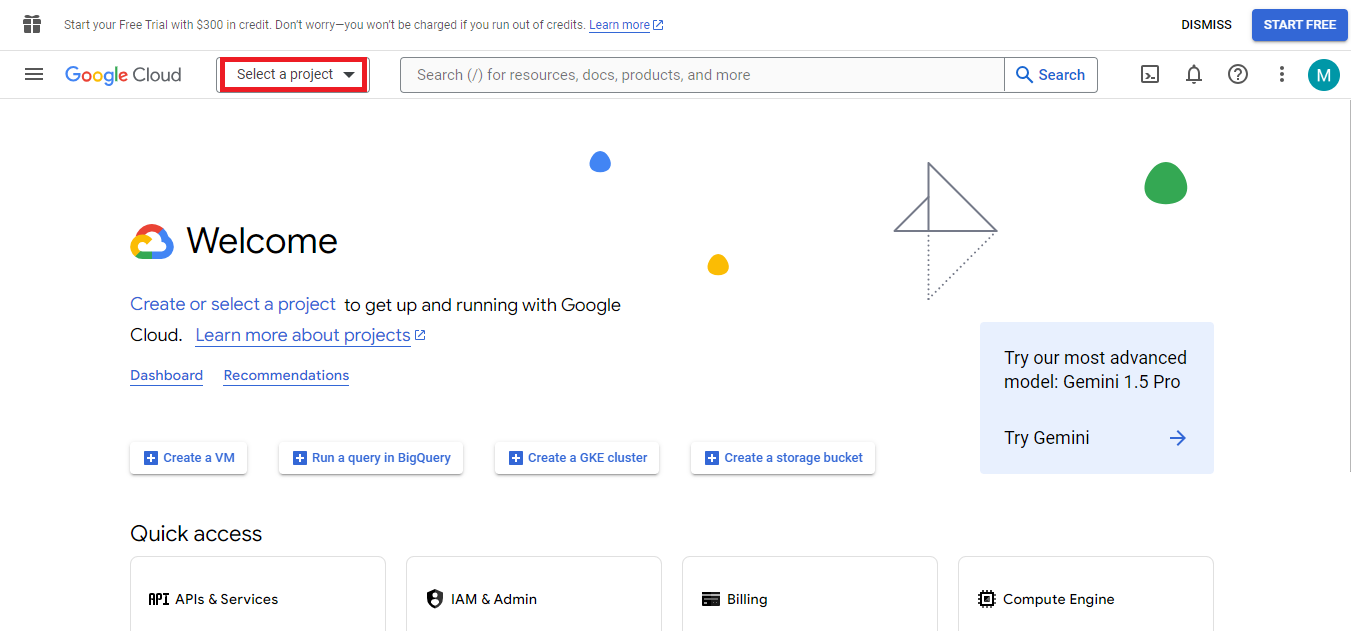 Start your Free Trial with $300 in credit. Don't worry—you won't be charged if you run out of credits. Learn more
DISMISS
START FREE
Google Cloud
Select a project
Search (/) for resources, docs, products, and more
Search
M
Welcome
Create or select a project to get up and running with Google
Cloud. Learn more about projects
Dashboard
Recommendations
Try our most advanced
model: Gemini 1.5 Pro
Try Gemini
Create a VM
Run a query in BigQuery
Create a GKE cluster
Create a storage bucket
Quick access
API APIs & Services
IAM & Admin
Billing
Compute Engine